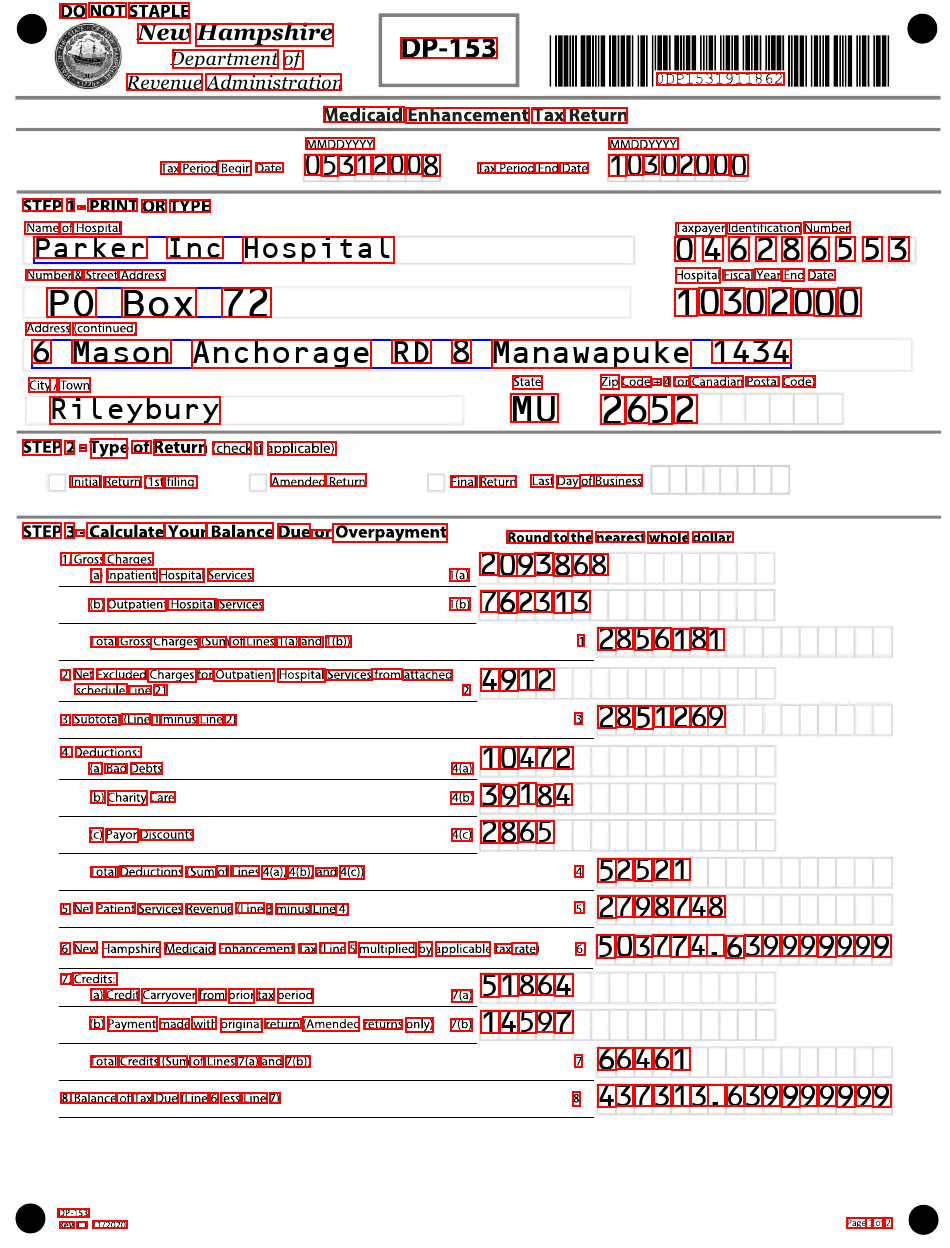 DO NOT STAPLE
New Hampshire
Department of
Revenue Administration
DP-153
0DP1531911862
Medicaid Enhancement Tax Return
MMDDYYYY MMDDYYYY
Tax Period Begin Date 05312008 Tax Period End Date 10302000
STEP 1 - PRINT OR TYPE
Name of Hospital Taxpayer Identification Number
Parker Inc Hospital 046286553
Number & Street Address Hospital Fiscal Year End Date
PO Box 72 10302000
Address (continued)
6 Mason Anchorage RD 8 Manawapuke 1434
City / Town State Zip Code + 4 (or Canadian Postal Code)
Rileybury MU 2652
STEP 2 - Type of Return (check if applicable)
Initial Return (1st filing Amended Return Final Return Last Day of Business
STEP 3 - Calculate Your Balance Due or Overpayment Round to the nearest whole dollar
1 Gross Charges
a) Inpatient Hospital Services 1(a) 2093868
(b) Outpatient Hospital Services 1(b) 762313
Total Gross Charges (Sum of Lines 1(a) and 1(b)) 1 2856181
2 Net Excluded Charges for Outpatient Hospital Services from attached
schedule Line 21 2 4912
3 Subtotal (Line 1 minus Line 2) 3 2851269
4 Deductions:
(a) Bad Debts 4(a) 10472
(b) Charity Care 4(b) 39184
(c) Payor Discounts 4(c) 2865
Total Deductions (Sum of Lines 4(a), 4(b), and 4(c)) 4 52521
5 Net Patient Services Revenue (Line 3 minus Line 4) 5 2798748
6 New Hampshire Medicaid Enhancement Tax (Line 5 multiplied by applicable tax rate) 6 503774.639999999
7 Credits:
a) Credit Carryover from prior tax period 7(a) 51864
(b) Payment made with original return (Amended returns only) 7(b) 14597
Total Credits (Sum of Lines 7(a) and 7(b)) 7 66461
8 Balance of Tax Due (Line 6 less Line 7) 8 437313.639999999
DP-153
Rev 11/2020 Page 1 of 2